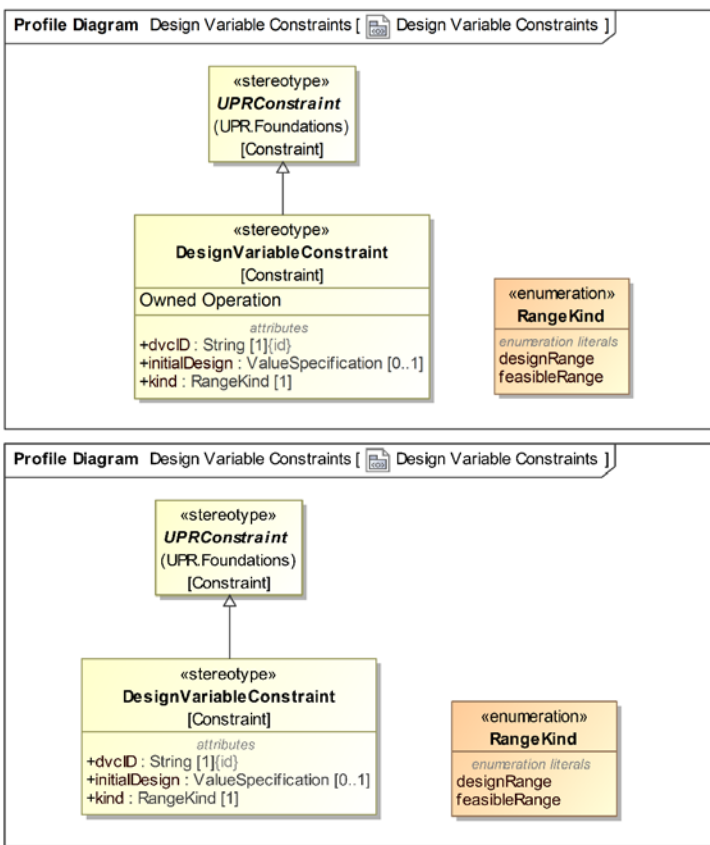 Profile Diagram Design Variable Constraints [ Design Variable Constraints ]
«stereotype»
UPRConstraint
(UPR.Foundations)
[Constraint]
«stereotype»
DesignVariableConstraint
[Constraint]
Owned Operation
attributes
+dvcID : String [1]{id}
+initialDesign : ValueSpecification [0..1]
+kind : RangeKind [1]
«enumeration»
RangeKind
enumeration literals
designRange
feasibleRange
Profile Diagram Design Variable Constraints [ Design Variable Constraints ]
«stereotype»
UPRConstraint
(UPR.Foundations)
[Constraint]
«stereotype»
DesignVariableConstraint
[Constraint]
attributes
+dvcID : String [1]{id}
+initialDesign : ValueSpecification [0..1]
+kind : RangeKind [1]
«enumeration»
RangeKind
enumeration literals
designRange
feasibleRange